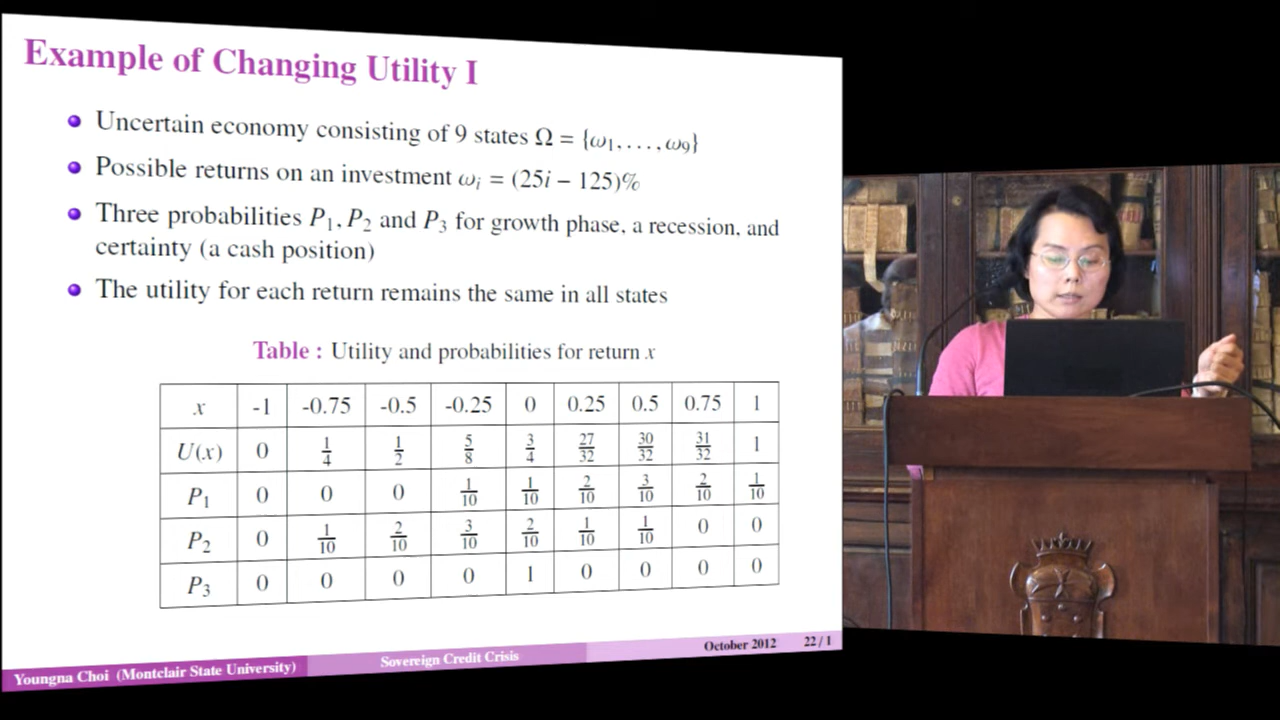 Example of Changing Utility I
Uncertain economy consisting of 9 states Ω = {ω₁, . . . , ω₉}
Possible returns on an investment ωᵢ = (25i − 125)%
Three probabilities P₁, P₂ and P₃ for growth phase, a recession, and
certainty (a cash position)
The utility for each return remains the same in all states
Table : Utility and probabilities for return x
x -1 -0.75 -0.5 -0.25 0 0.25 0.5 0.75 1
U(x) 0 1/4 1/2 5/8 3/4 27/32 30/32 31/32 1
P₁ 0 0 0 1/10 1/10 2/10 3/10 2/10 1/10
P₂ 0 1/10 2/10 3/10 2/10 1/10 1/10 0 0
P₃ 0 0 0 0 1 0 0 0 0
Youngna Choi (Montclair State University) Sovereign Credit Crisis October 2012 22 / 1